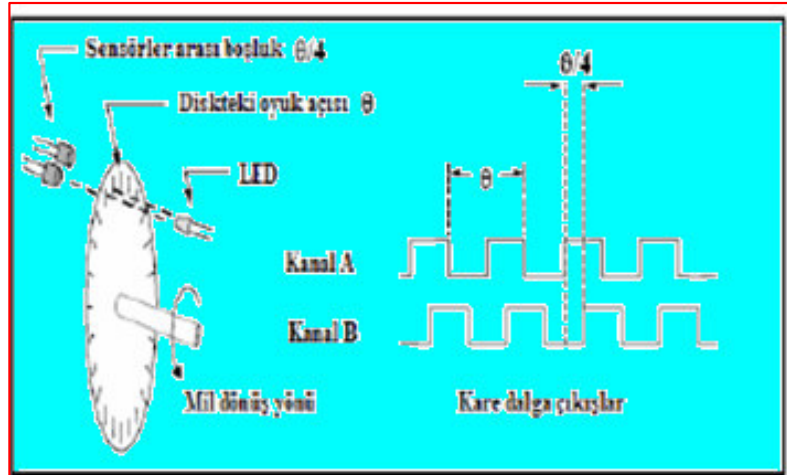 Sensörler arası boşluk θ/4
Diskteki oyuk açısı θ
LED
θ/4
θ
Kanal A
Kanal B
Mil dönüş yönü
Kare dalga çıkışlar